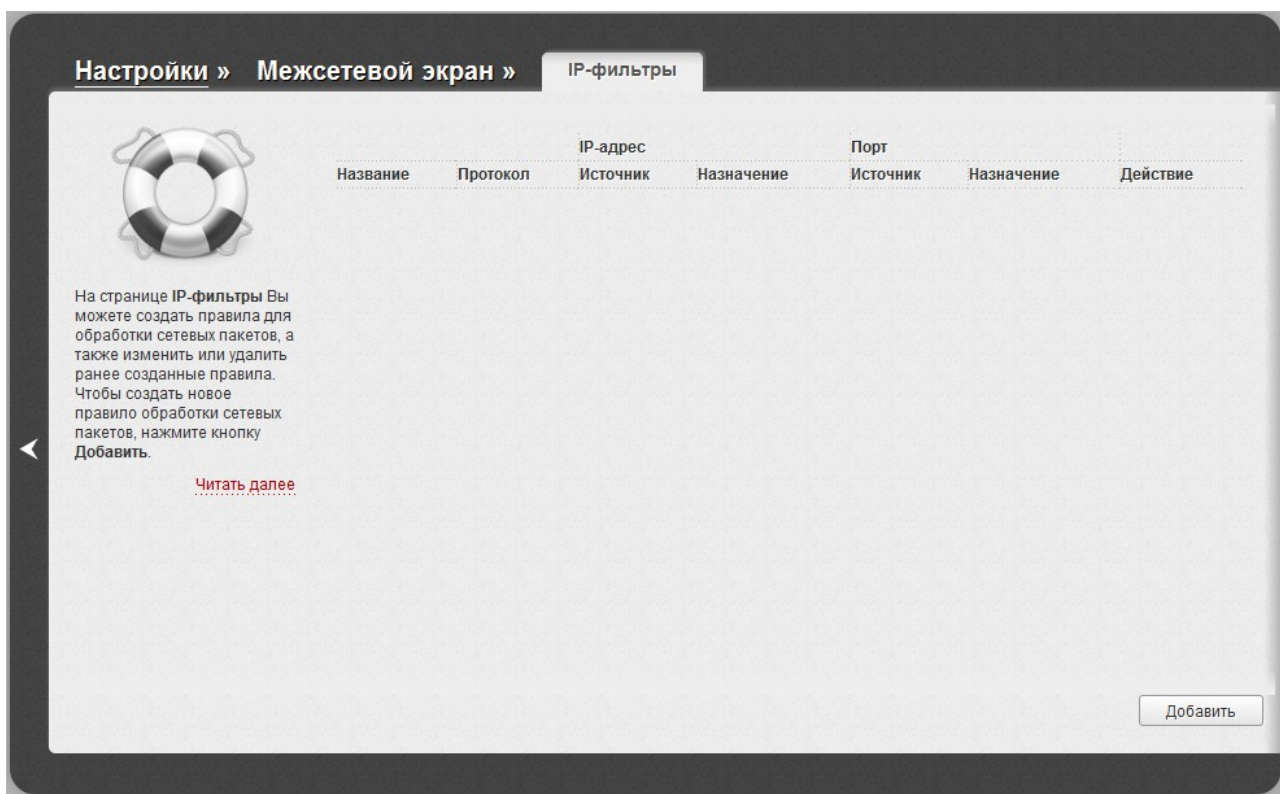 Настройки » Межсетевой экран » IP-фильтры
IP-адрес Порт
Название Протокол Источник Назначение Источник Назначение Действие
На странице IP-фильтры Вы
можете создать правила для
обработки сетевых пакетов, а
также изменить или удалить
ранее созданные правила.
Чтобы создать новое
правило обработки сетевых
пакетов, нажмите кнопку
Добавить.
Читать далее
Добавить